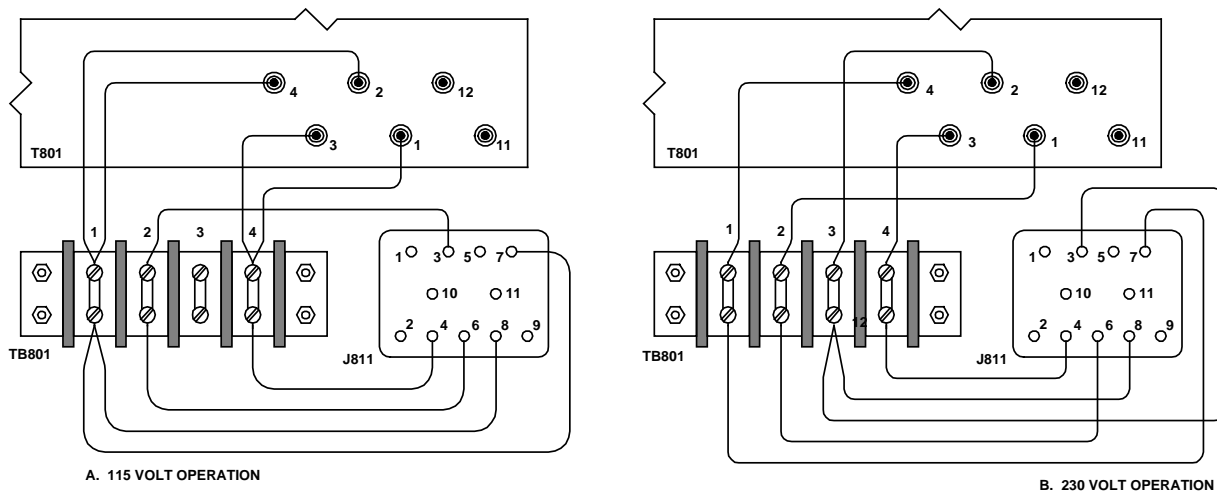 4 2 12
3 1 11
T801
1 2 3 4
1 3 5 7
10 11
2 4 6 8 9
TB801
J811
A. 115 VOLT OPERATION
4 2 12
3 1 11
T801
1 2 3 4
1 3 5 7
10 11
12
2 4 6 8 9
TB801
J811
B. 230 VOLT OPERATION